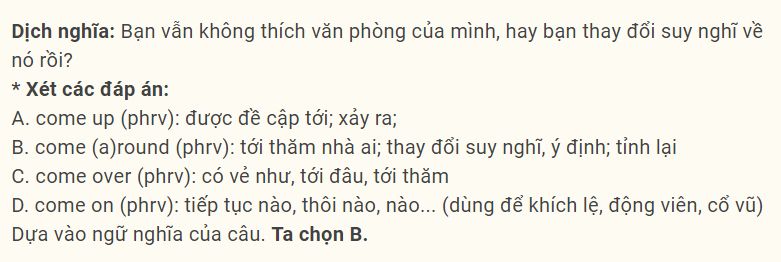 Dịch nghĩa: Bạn vẫn không thích văn phòng của mình, hay bạn thay đổi suy nghĩ về
nó rồi?
* Xét các đáp án:
A. come up (phrv): được đề cập tới; xảy ra;
B. come (a)round (phrv): tới thăm nhà ai; thay đổi suy nghĩ, ý định; tỉnh lại
C. come over (phrv): có vẻ như, tới đâu, tới thăm
D. come on (phrv): tiếp tục nào, thôi nào, nào... (dùng để khích lệ, động viên, cổ vũ)
Dựa vào ngữ nghĩa của câu. Ta chọn B.